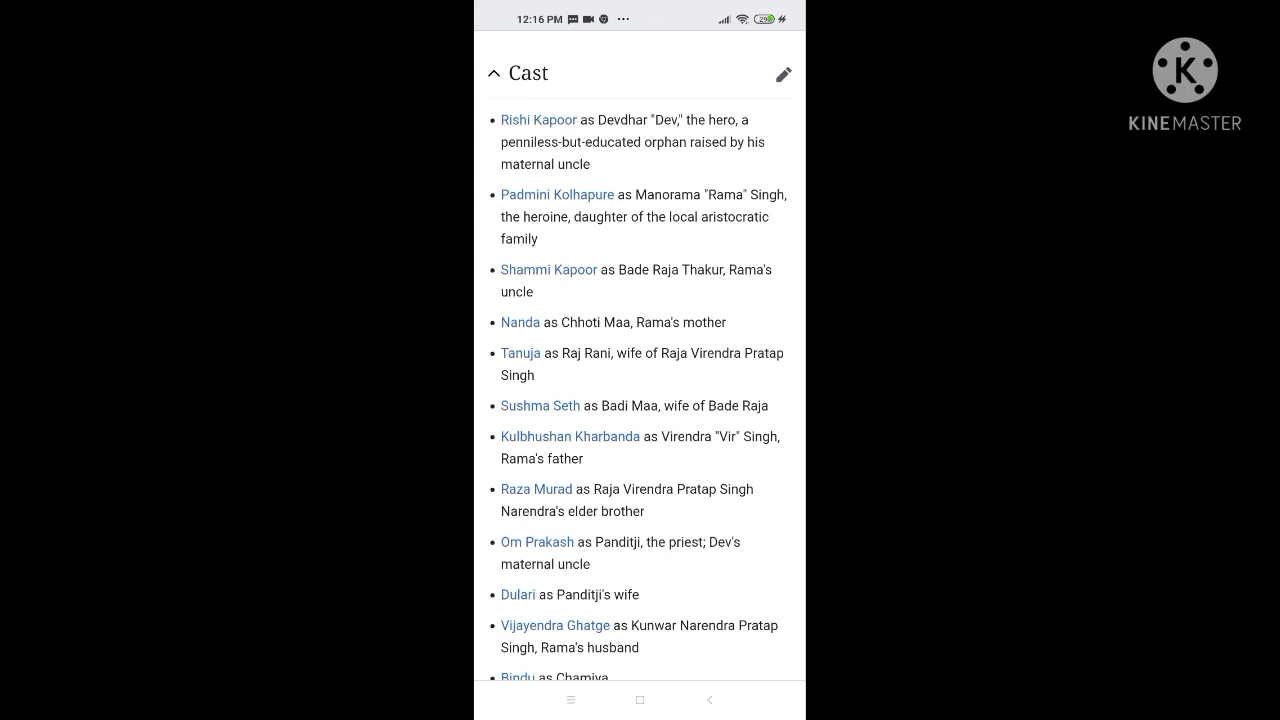 12:16 PM
29
Cast
Rishi Kapoor as Devdhar "Dev," the hero, a
penniless-but-educated orphan raised by his
maternal uncle
Padmini Kolhapure as Manorama "Rama" Singh,
the heroine, daughter of the local aristocratic
family
Shammi Kapoor as Bade Raja Thakur, Rama's
uncle
Nanda as Chhoti Maa, Rama's mother
Tanuja as Raj Rani, wife of Raja Virendra Pratap
Singh
Sushma Seth as Badi Maa, wife of Bade Raja
Kulbhushan Kharbanda as Virendra "Vir" Singh,
Rama's father
Raza Murad as Raja Virendra Pratap Singh
Narendra's elder brother
Om Prakash as Panditji, the priest; Dev's
maternal uncle
Dulari as Panditji's wife
Vijayendra Ghatge as Kunwar Narendra Pratap
Singh, Rama's husband
Bindu as Chamiya
K
KINEMASTER